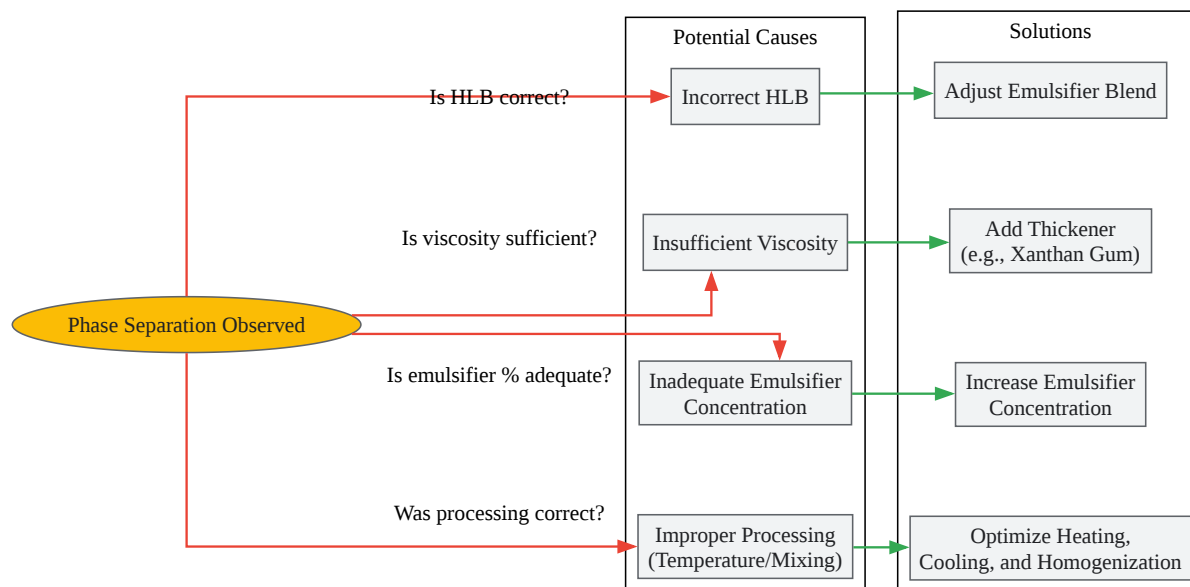 Potential Causes
Solutions
Is HLB correct?
Incorrect HLB
Adjust Emulsifier Blend
Is viscosity sufficient?
Insufficient Viscosity
Add Thickener
(e.g., Xanthan Gum)
Phase Separation Observed
Is emulsifier % adequate?
Inadequate Emulsifier
Concentration
Increase Emulsifier
Concentration
Was processing correct?
Improper Processing
(Temperature/Mixing)
Optimize Heating,
Cooling, and Homogenization